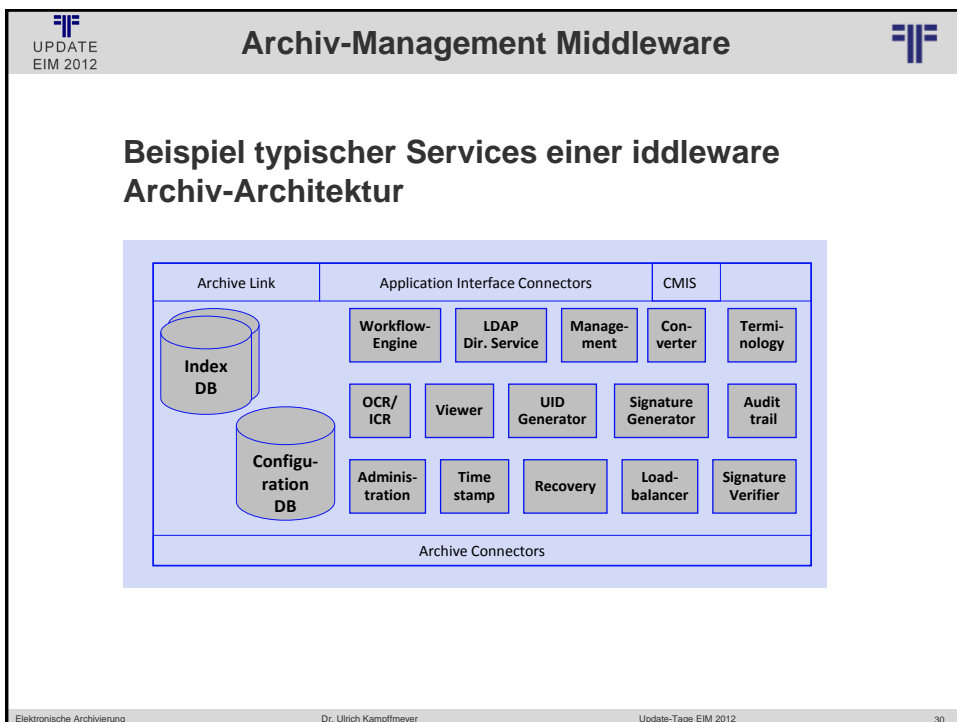 UPDATE
EIM 2012
Archiv-Management Middleware
Beispiel typischer Services einer iddleware
Archiv-Architektur
Archive Link
Application Interface Connectors
CMIS
Index
DB
Configu-
ration
DB
Workflow-
Engine
LDAP
Dir. Service
Manage-
ment
Con-
verter
Termi-
nology
OCR/
ICR
Viewer
UID
Generator
Signature
Generator
Audit
trail
Adminis-
tration
Time
stamp
Recovery
Load-
balancer
Signature
Verifier
Archive Connectors
Elektronische Archivierung
Dr. Ulrich Kampffmeyer
Update-Tage EIM 2012
30